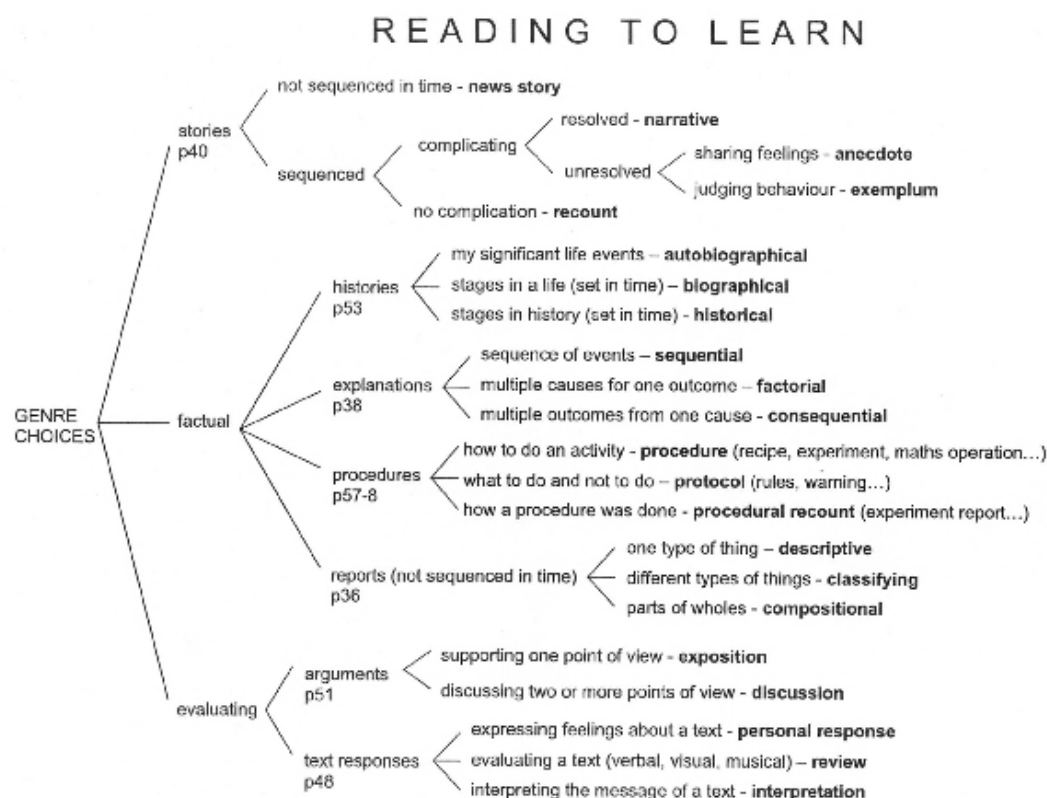 READING TO LEARN
not sequenced in time - news story
stories
p40
sequenced
complicating
resolved - narrative
unresolved
sharing feelings - anecdote
judging behaviour - exemplum
no complication - recount
GENRE
CHOICES
factual
histories
p53
my significant life events – autobiographical
stages in a life (set in time) – biographical
stages in history (set in time) - historical
explanations
p38
sequence of events – sequential
multiple causes for one outcome – factorial
multiple outcomes from one cause - consequential
procedures
p57-8
how to do an activity - procedure (recipe, experiment, maths operation...)
what to do and not to do – protocol (rules, warning...)
how a procedure was done - procedural recount (experiment report...)
reports (not sequenced in time)
p36
one type of thing – descriptive
different types of things - classifying
parts of wholes - compositional
evaluating
arguments
p51
supporting one point of view - exposition
discussing two or more points of view - discussion
text responses
p48
expressing feelings about a text - personal response
evaluating a text (verbal, visual, musical) – review
interpreting the message of a text - interpretation